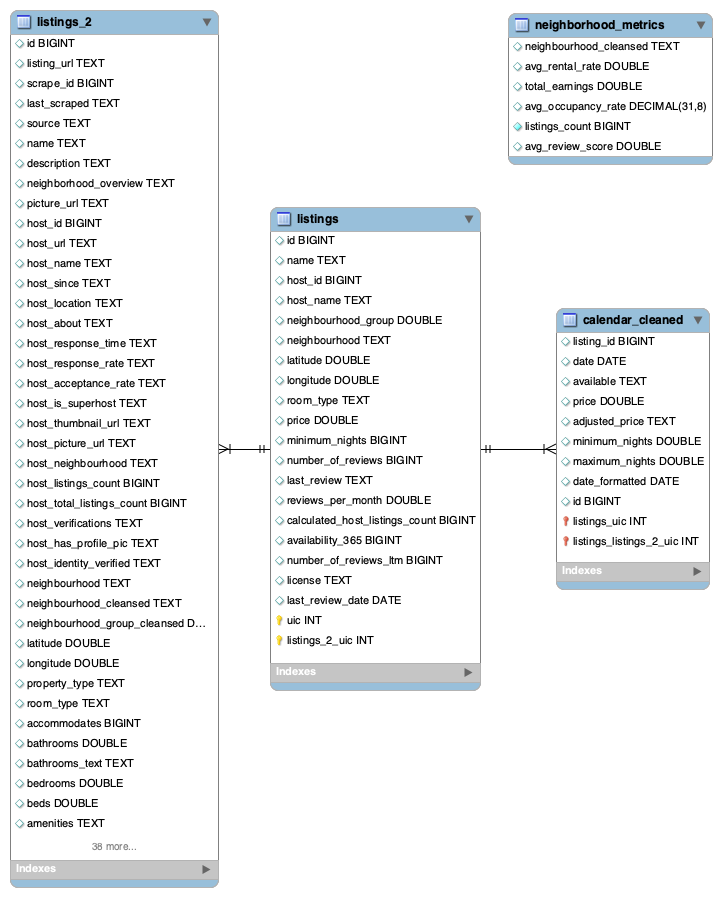 listings_2
id BIGINT
listing_url TEXT
scrape_id BIGINT
last_scraped TEXT
source TEXT
name TEXT
description TEXT
neighborhood_overview TEXT
picture_url TEXT
host_id BIGINT
host_url TEXT
host_name TEXT
host_since TEXT
host_location TEXT
host_about TEXT
host_response_time TEXT
host_response_rate TEXT
host_acceptance_rate TEXT
host_is_superhost TEXT
host_thumbnail_url TEXT
host_picture_url TEXT
host_neighbourhood TEXT
host_listings_count BIGINT
host_total_listings_count BIGINT
host_verifications TEXT
host_has_profile_pic TEXT
host_identity_verified TEXT
neighbourhood TEXT
neighbourhood_cleansed TEXT
neighbourhood_group_cleansed D...
latitude DOUBLE
longitude DOUBLE
property_type TEXT
room_type TEXT
accommodates BIGINT
bathrooms DOUBLE
bathrooms_text TEXT
bedrooms DOUBLE
beds DOUBLE
amenities TEXT
38 more...
Indexes
listings
id BIGINT
name TEXT
host_id BIGINT
host_name TEXT
neighbourhood_group DOUBLE
neighbourhood TEXT
latitude DOUBLE
longitude DOUBLE
room_type TEXT
price DOUBLE
minimum_nights BIGINT
number_of_reviews BIGINT
last_review TEXT
reviews_per_month DOUBLE
calculated_host_listings_count BIGINT
availability_365 BIGINT
number_of_reviews_ltm BIGINT
license TEXT
last_review_date DATE
uic INT
listings_2_uic INT
Indexes
neighborhood_metrics
neighbourhood_cleansed TEXT
avg_rental_rate DOUBLE
total_earnings DOUBLE
avg_occupancy_rate DECIMAL(31,8)
listings_count BIGINT
avg_review_score DOUBLE
calendar_cleaned
listing_id BIGINT
date DATE
available TEXT
price DOUBLE
adjusted_price TEXT
minimum_nights DOUBLE
maximum_nights DOUBLE
date_formatted DATE
id BIGINT
listings_uic INT
listings_listings_2_uic INT
Indexes